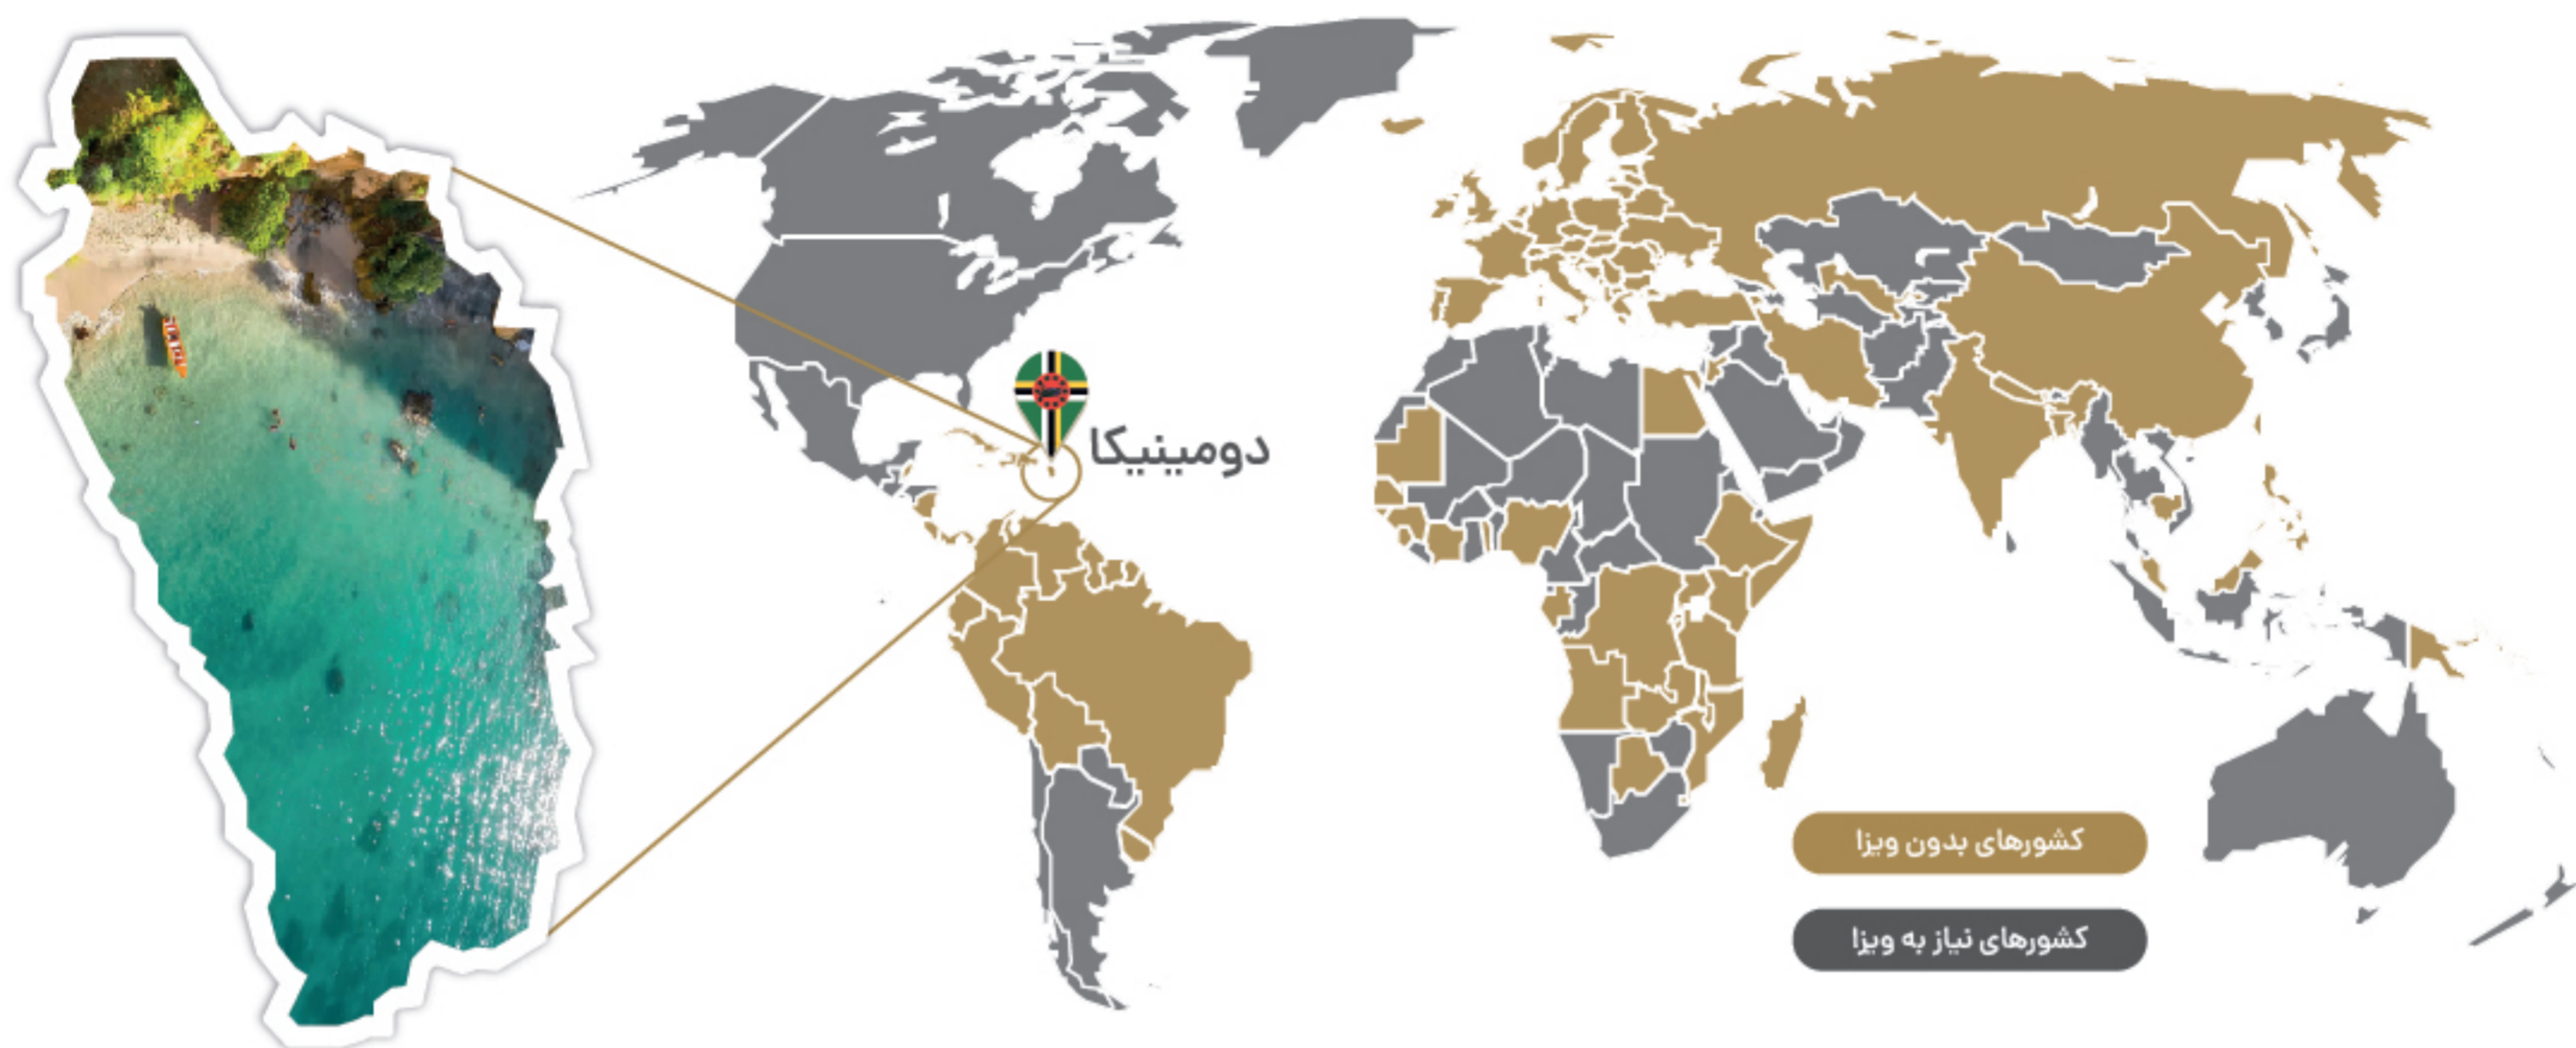 دومینیکا
کشورهای بدون ویزا
کشورهای نیاز به ویزا